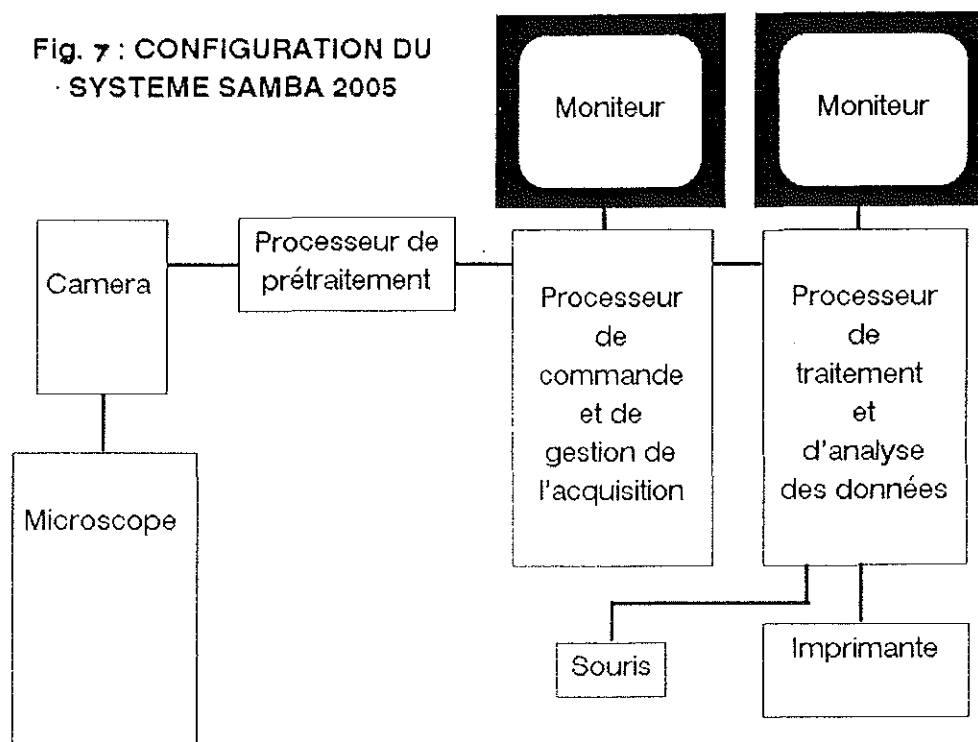 Fig. 7 : CONFIGURATION DU
SYSTEME SAMBA 2005
Moniteur
Moniteur
Camera
Processeur de
prétraitement
Processeur
de
commande
et de
gestion de
l'acquisition
Processeur
de
traitement
et
d'analyse
des données
Microscope
Souris
Imprimante